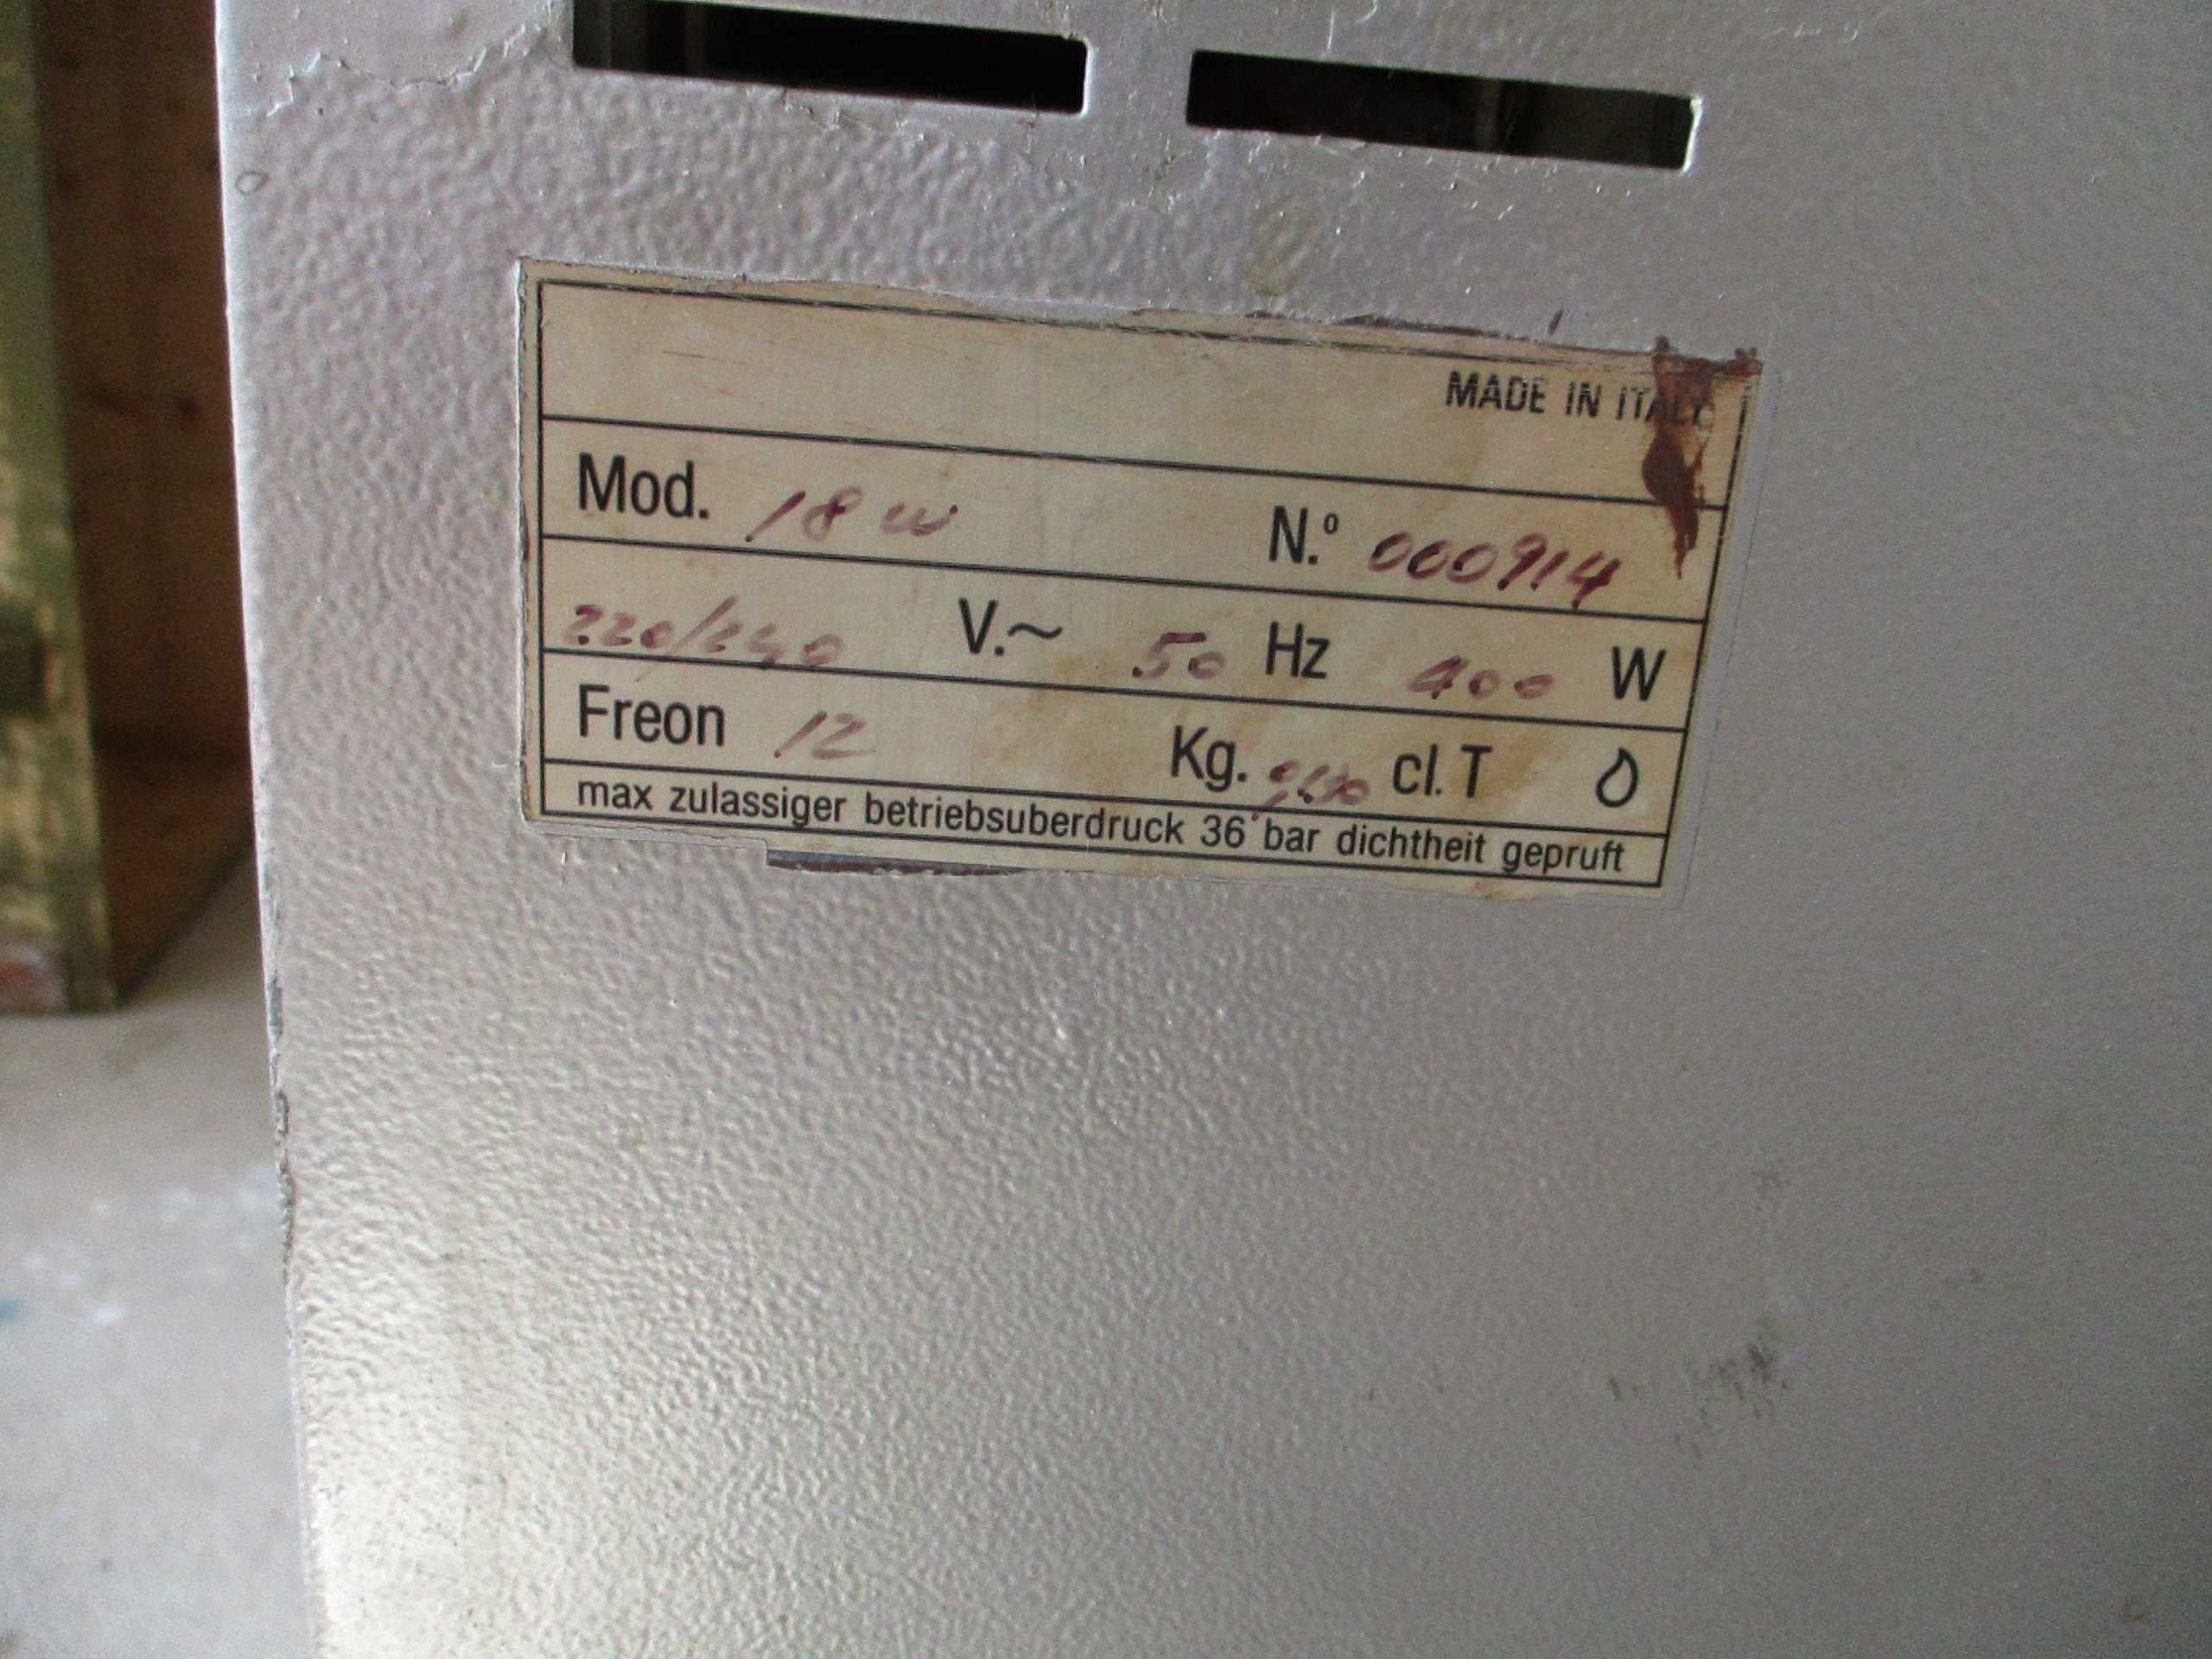 MADE IN ITALY
Mod. 18 w N.º 000914
220/240 V.~ 50 Hz 400 W
Freon 12 Kg. cl. T
max zulassiger betriebsuberdruck 36 bar dichtheit gepruft